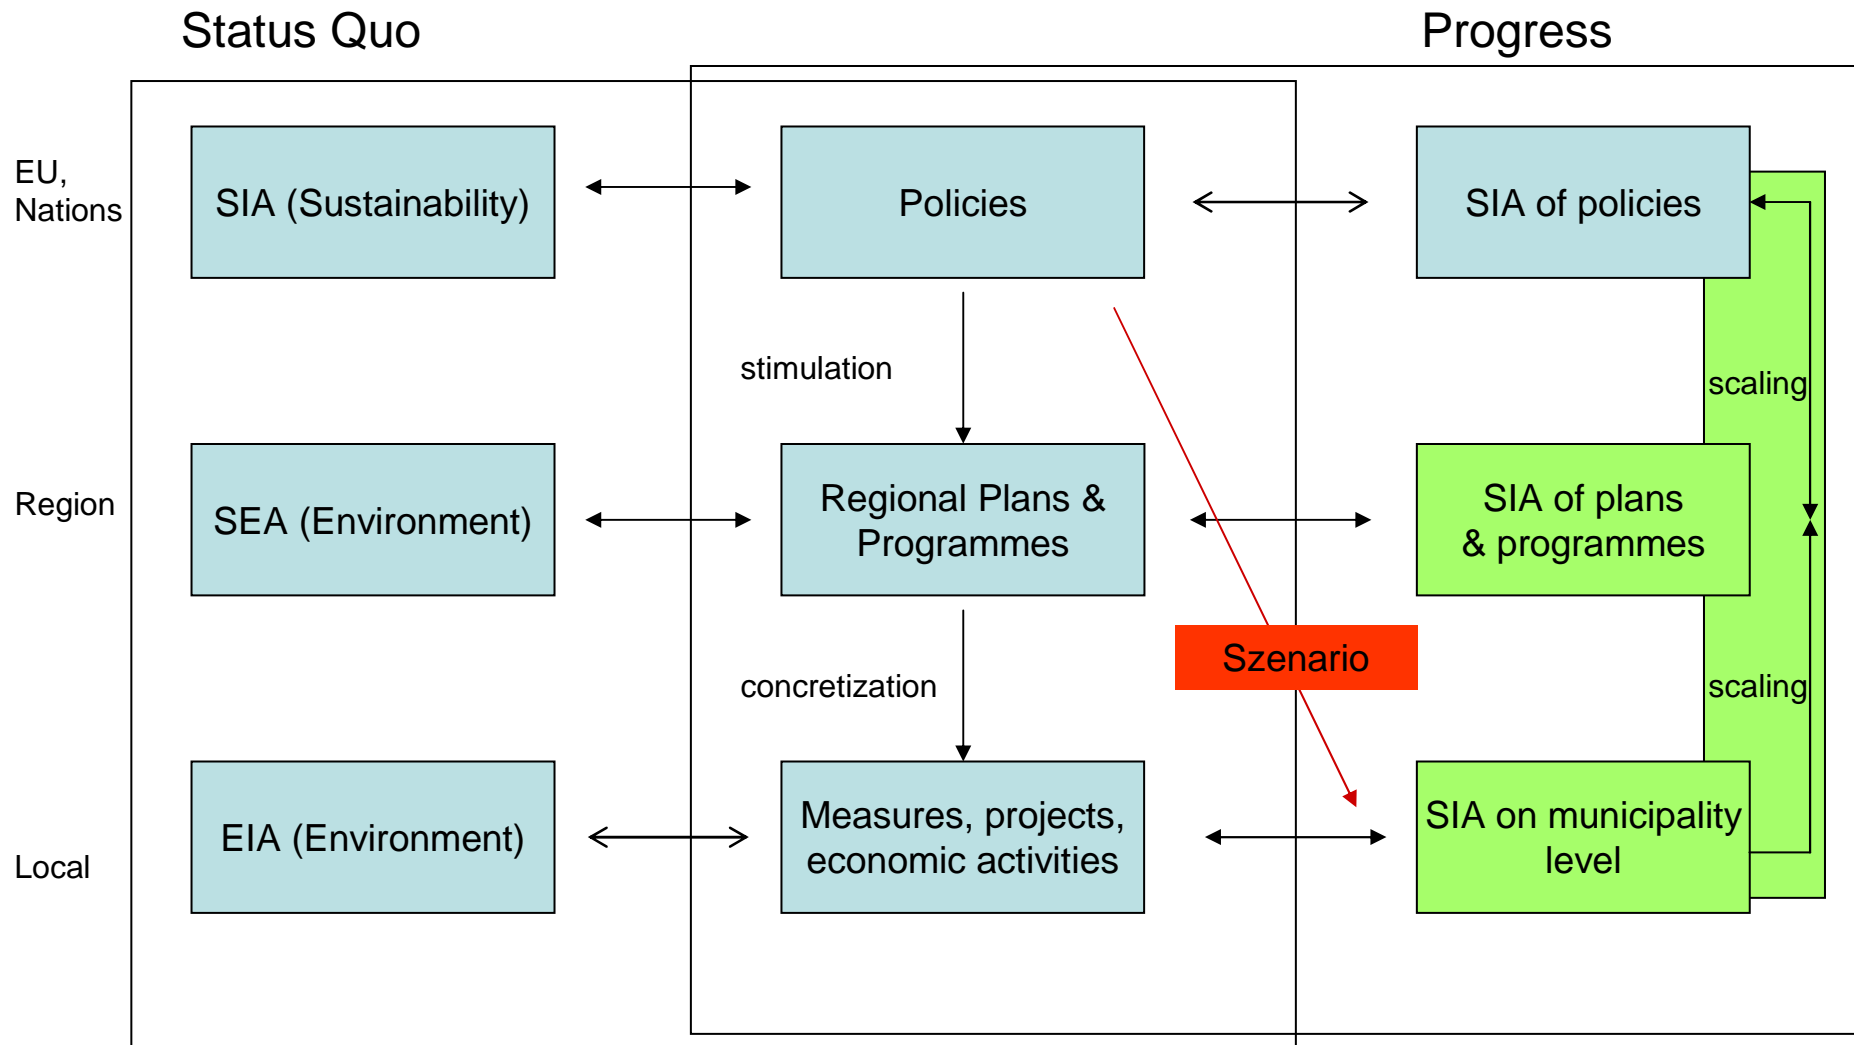 Status Quo
Progress
EU,
Nations
SIA (Sustainability)
Policies
SIA of policies
stimulation
scaling
Region
SEA (Environment)
Regional Plans &
Programmes
SIA of plans
& programmes
Szenario
concretization
scaling
Local
EIA (Environment)
Measures, projects,
economic activities
SIA on municipality
level